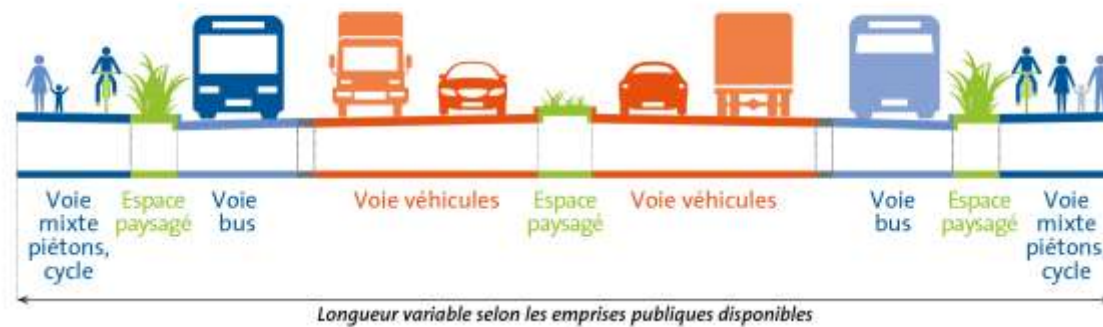 Voie
mixte
piétons,
cycle
Espace
paysagé
Voie
bus
Voie véhicules
Espace
paysagé
Voie véhicules
Voie
bus
Espace
paysagé
Voie
mixte
piétons,
cycle
Longueur variable selon les emprises publiques disponibles